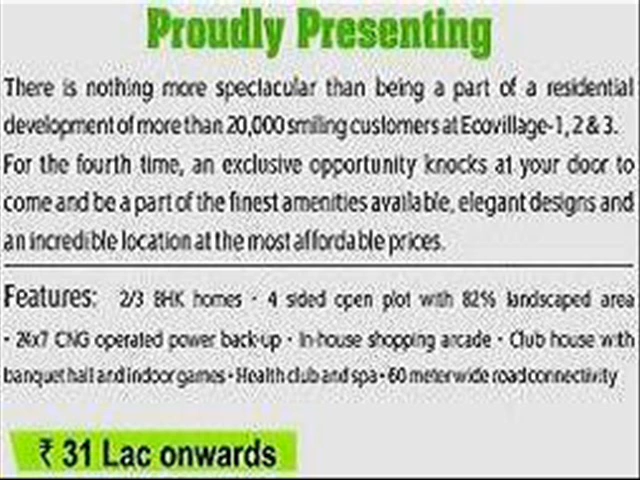 Proudly Presenting
There is nothing more spectacular than being a part of a residential
development of more than 20,000 smiling customers at Ecovillage-1, 2 & 3.
For the fourth time, an exclusive opportunity knocks at your door to
come and be a part of the finest amenities available, elegant designs and
an incredible location at the most affordable prices.
Features: 2/3 BHK homes • 4 sided open plot with 82% landscaped area
• 24x7 CNG operated power back-up • In-house shopping arcade • Club house with
banquet hall and indoor games • Health club and spa • 60 meter wide road connectivity
₹ 31 Lac onwards